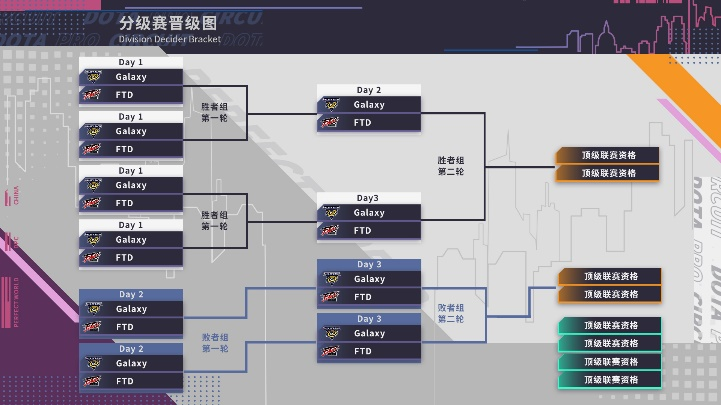 分级赛晋级图
Division Decider Bracket
Day 1
Galaxy
FTD
Day 1
Galaxy
FTD
胜者组
第一轮
Day 1
Galaxy
FTD
Day 1
Galaxy
FTD
胜者组
第一轮
Day 2
Galaxy
FTD
Day3
Galaxy
FTD
胜者组
第二轮
顶级联赛资格
顶级联赛资格
Day 2
Galaxy
FTD
Day 2
Galaxy
FTD
败者组
第一轮
Day 3
Galaxy
FTD
Day 3
Galaxy
FTD
败者组
第二轮
顶级联赛资格
顶级联赛资格
顶级联赛资格
顶级联赛资格
顶级联赛资格
顶级联赛资格
CHINA
PERFECT WORLD
DOTA PRO CIRC